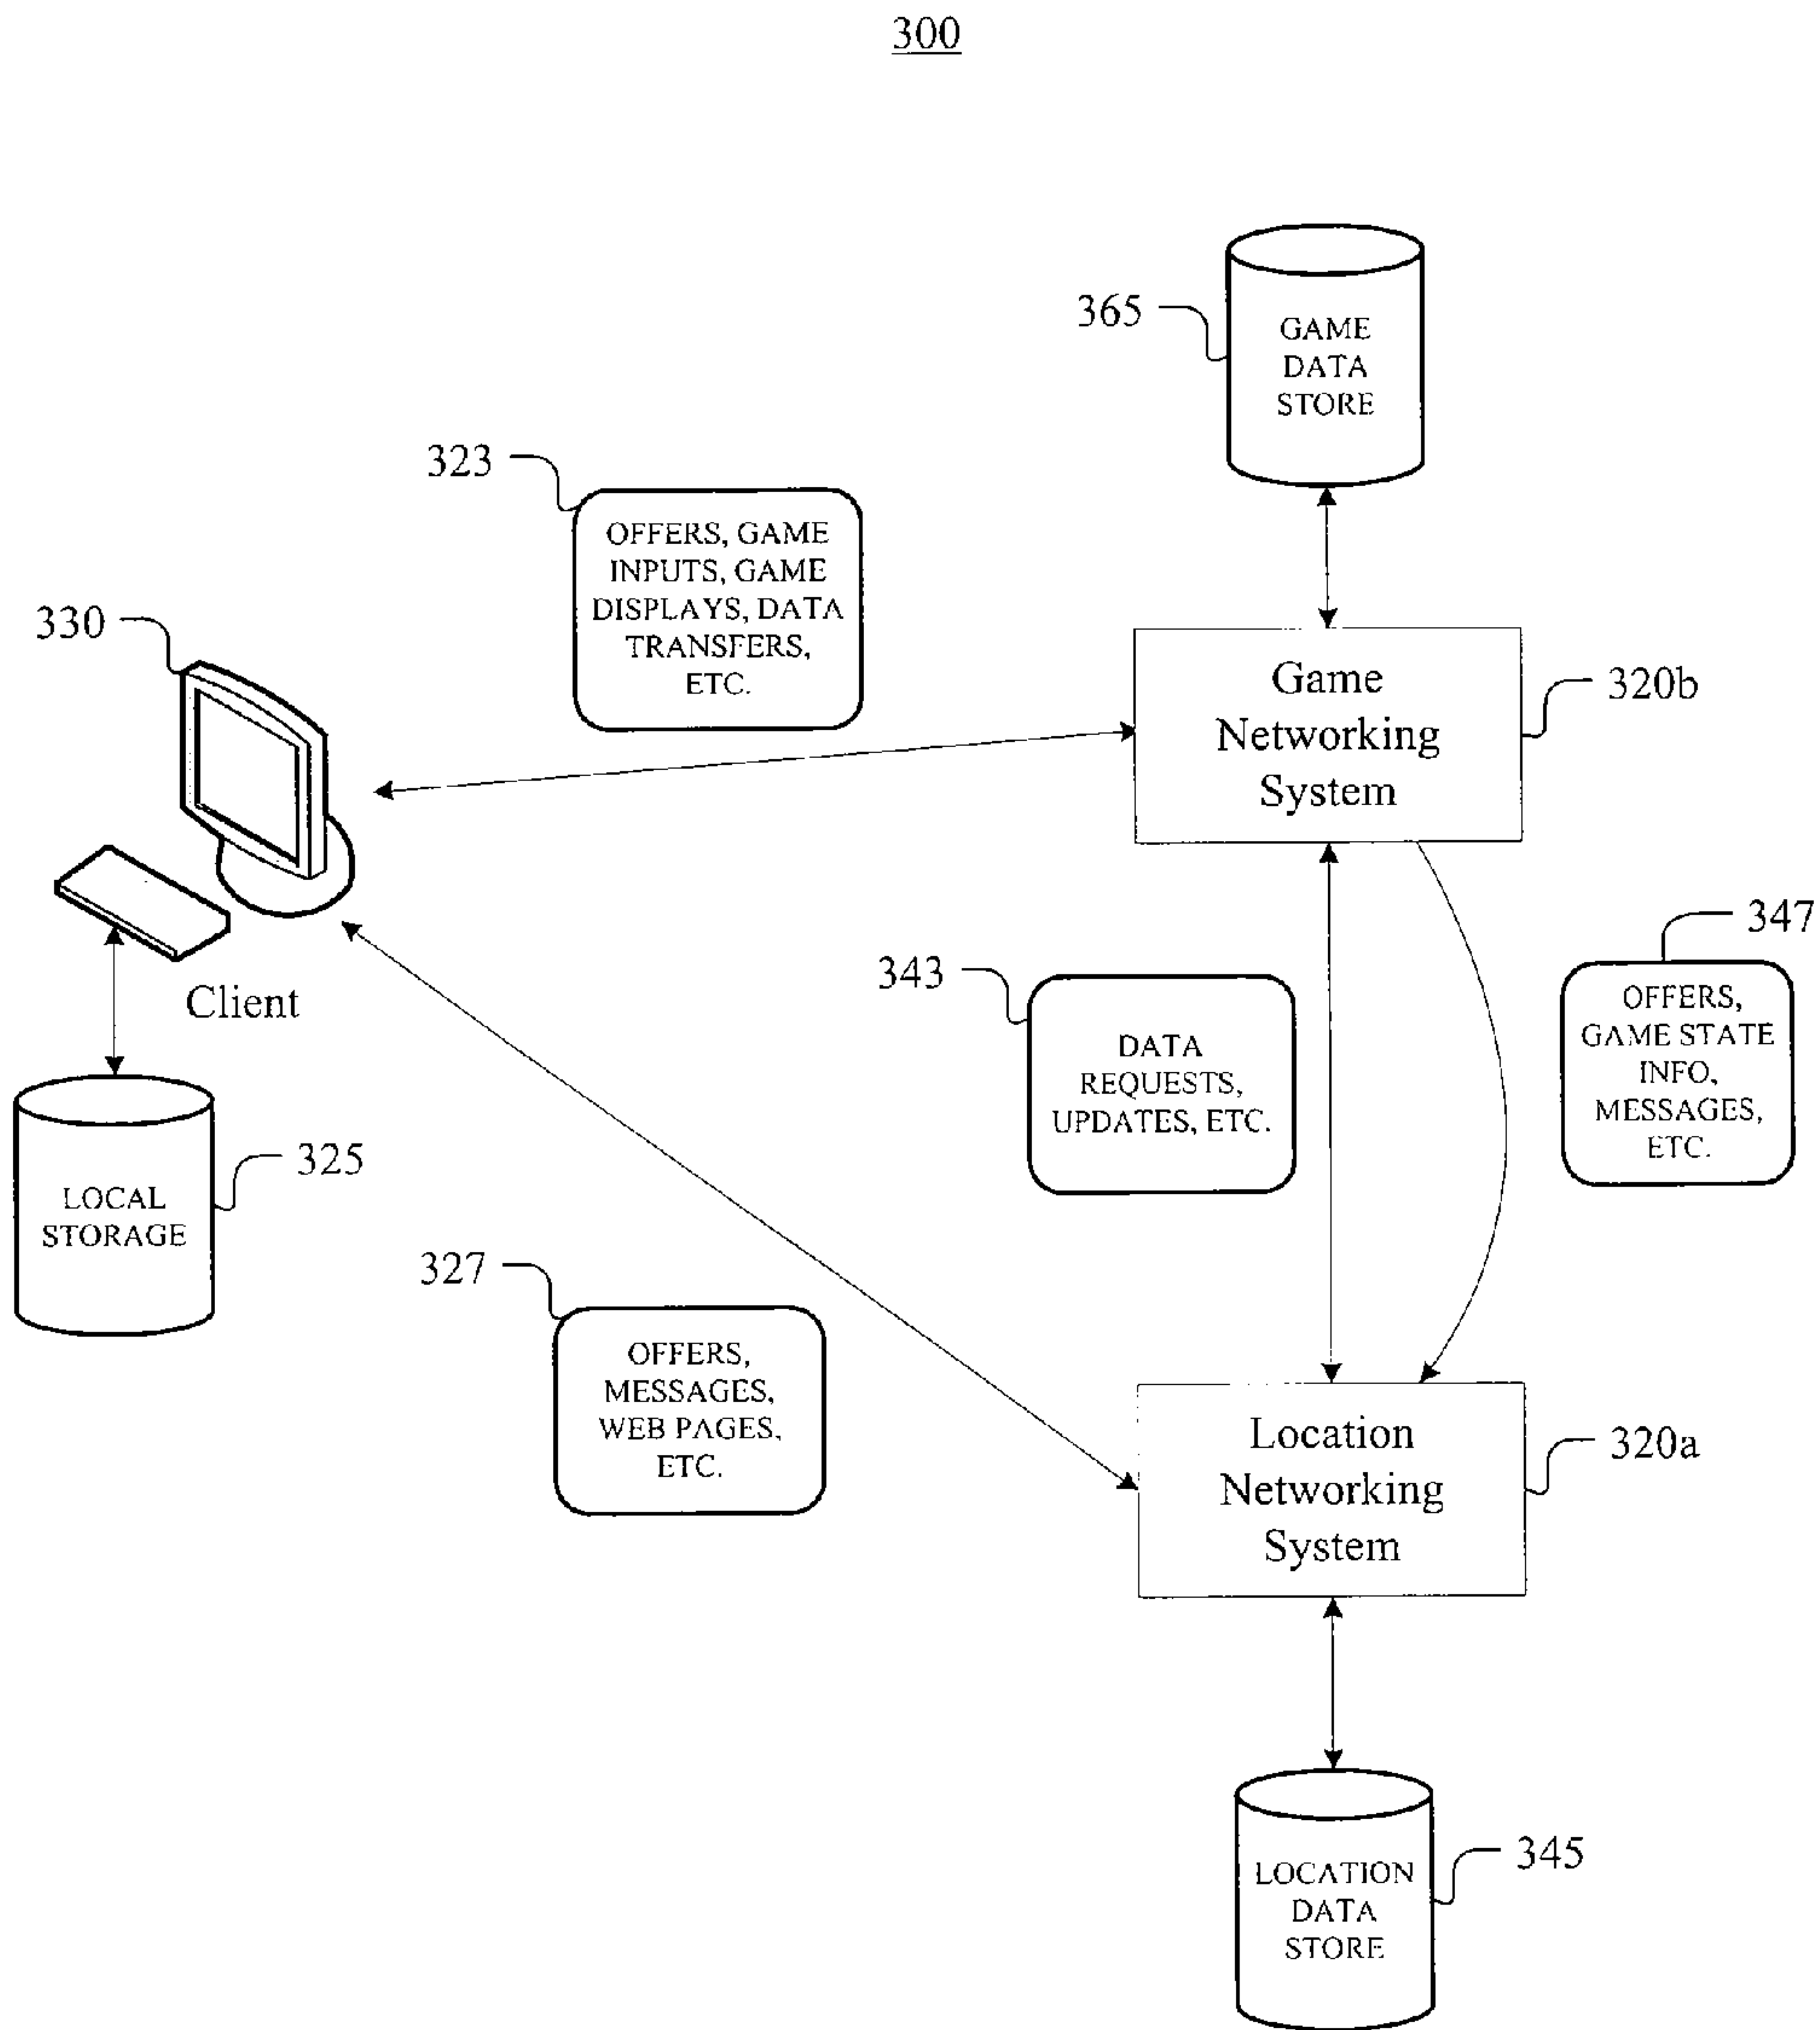 300
365
GAME
DATA
STORE
323
OFFERS, GAME
INPUTS, GAME
DISPLAYS, DATA
TRANSFERS,
ETC.
330
Game
Networking
System
320b
347
OFFERS,
GAME STATE
INFO,
MESSAGES,
ETC.
343
DATA
REQUESTS,
UPDATES, ETC.
Client
325
LOCAL
STORAGE
327
OFFERS,
MESSAGES,
WEB PAGES,
ETC.
Location
Networking
System
320a
345
LOCATION
DATA
STORE